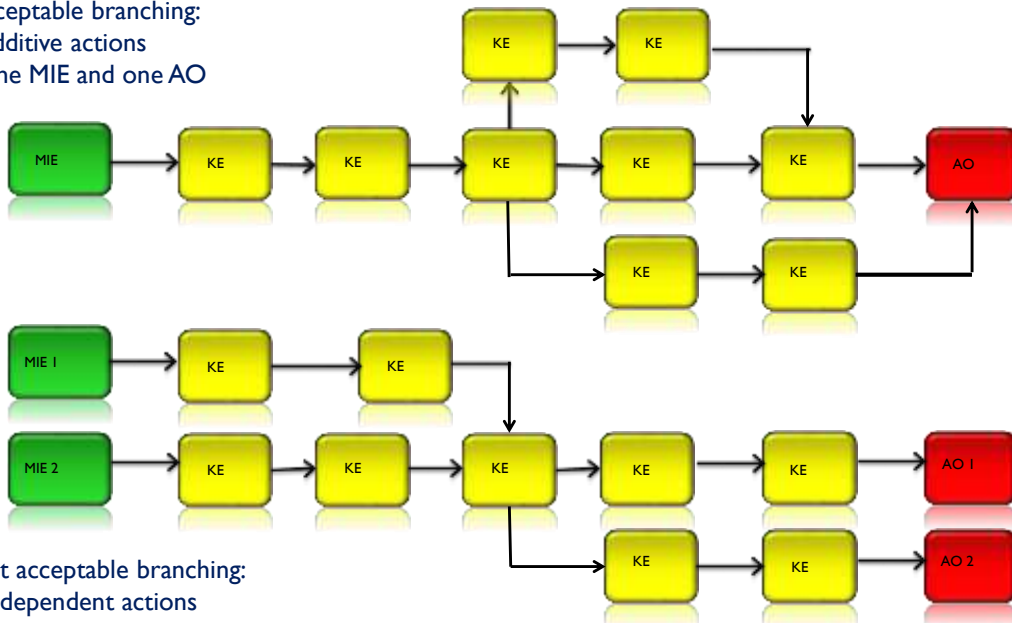 ceptable branching:
dditive actions
ne MIE and one AO
KE KE
MIE KE KE KE KE KE AO
KE KE
MIE 1 KE KE
MIE 2 KE KE KE KE KE AO 1
KE KE AO 2
t acceptable branching:
dependent actions